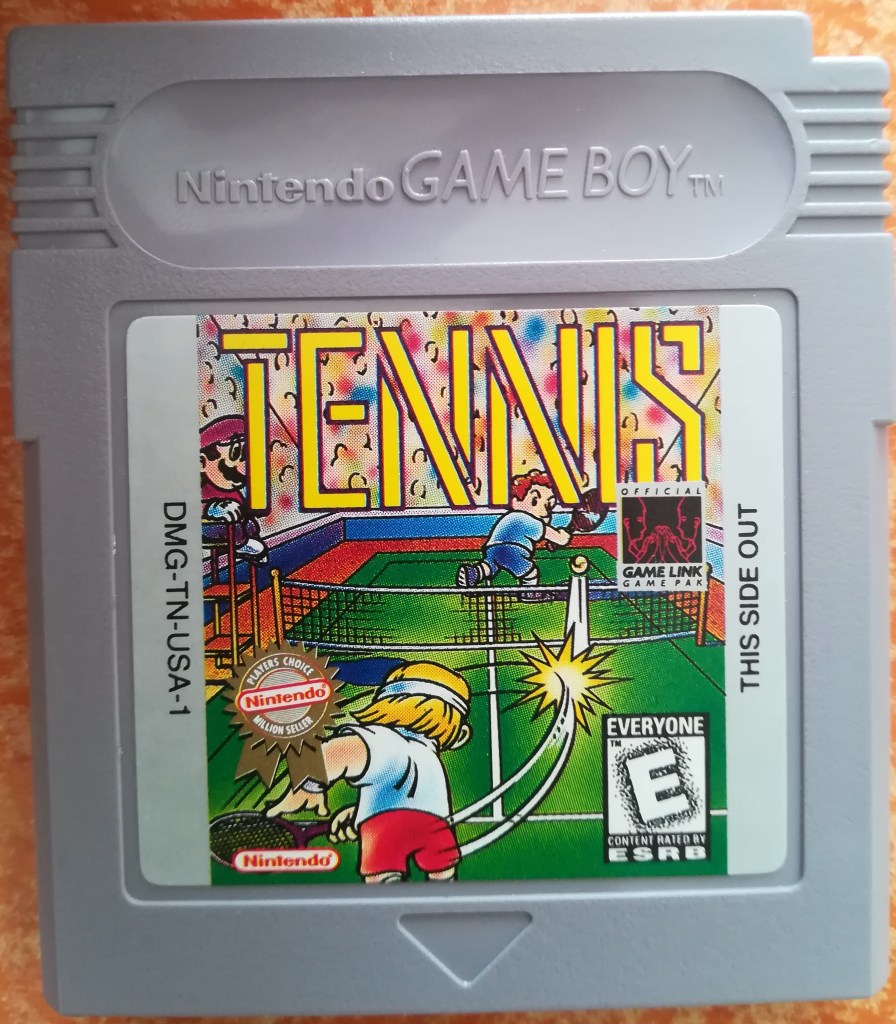 Nintendo GAME BOY TM
TENNIS
OFFICIAL
GAME LINK
GAME PAK
DMG-TN-USA-1
THIS SIDE OUT
PLAYERS CHOICE
Nintendo®
MILLION SELLER
EVERYONE
TM
E
CONTENT RATED BY
ESRB
Nintendo®